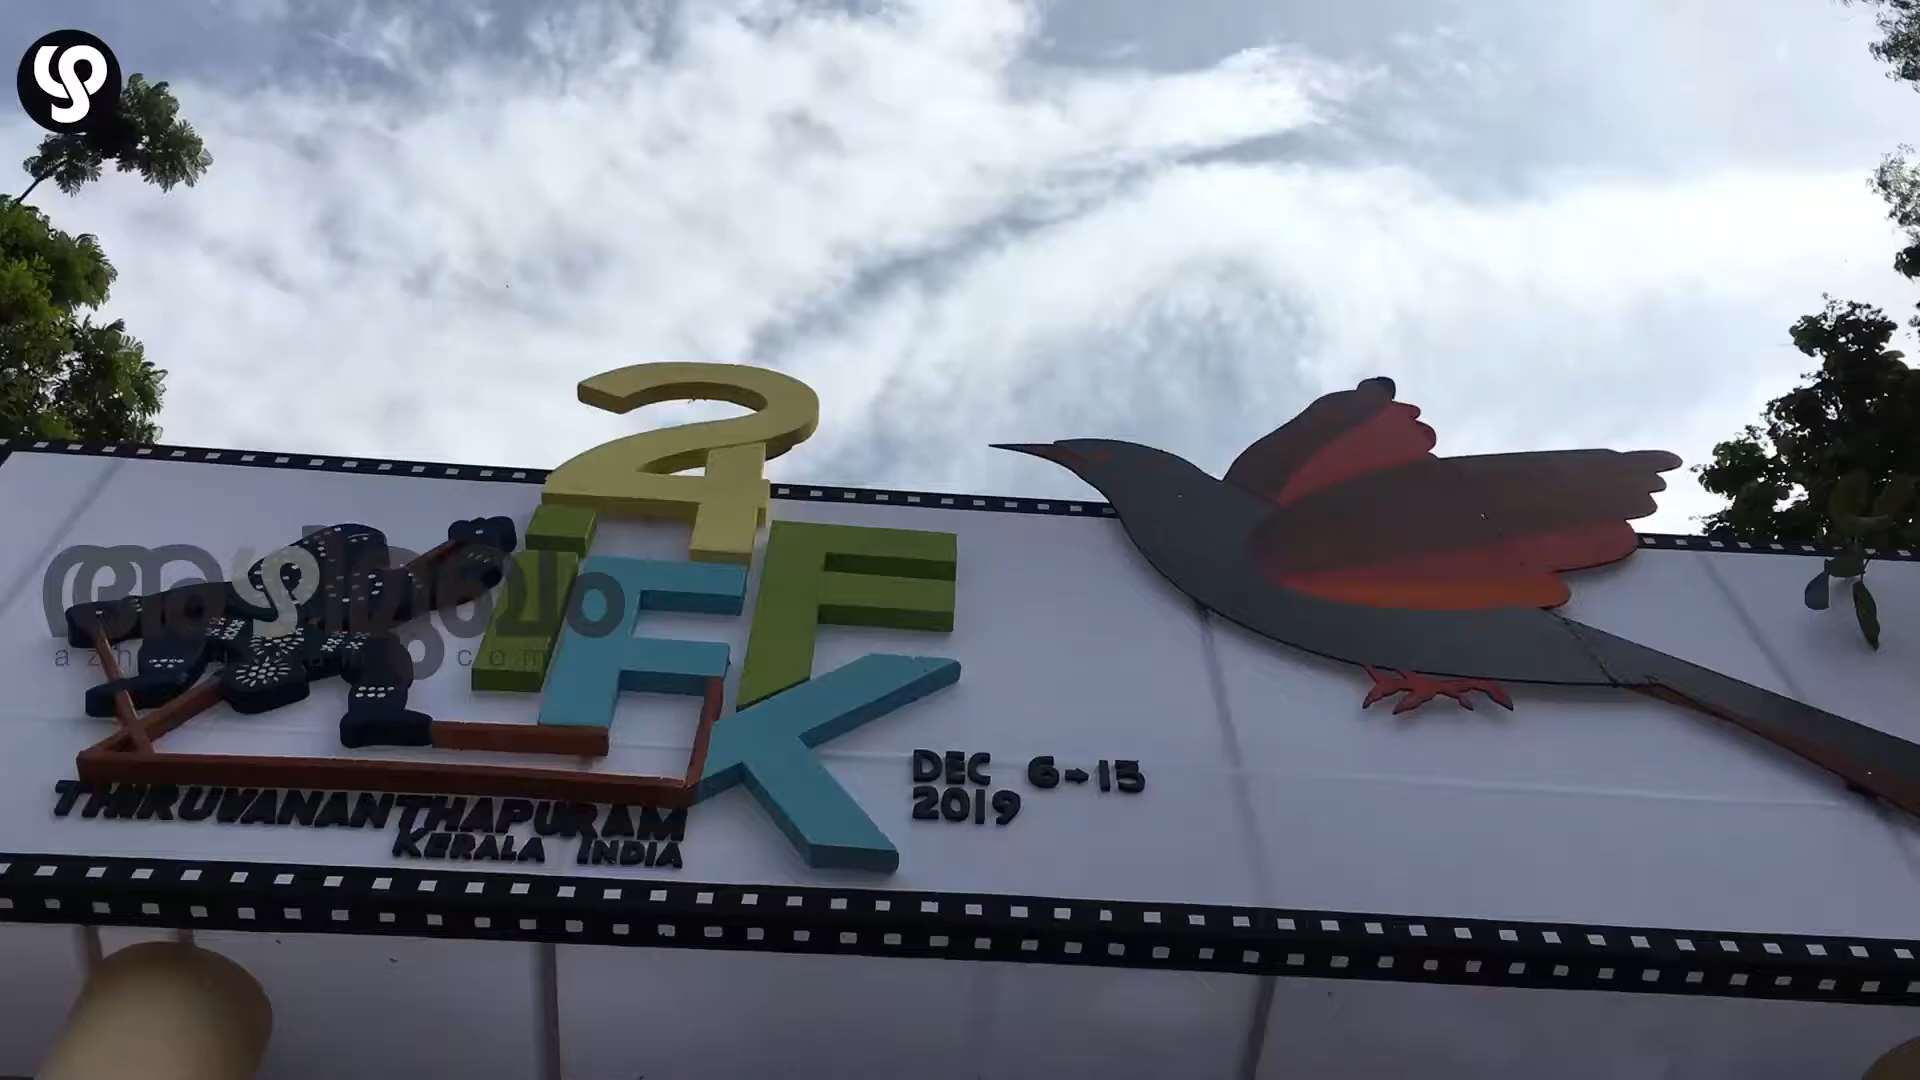 24
IFFK
THIRUVANANTHAPURAM
KERALA INDIA
DEC 6-15
2019